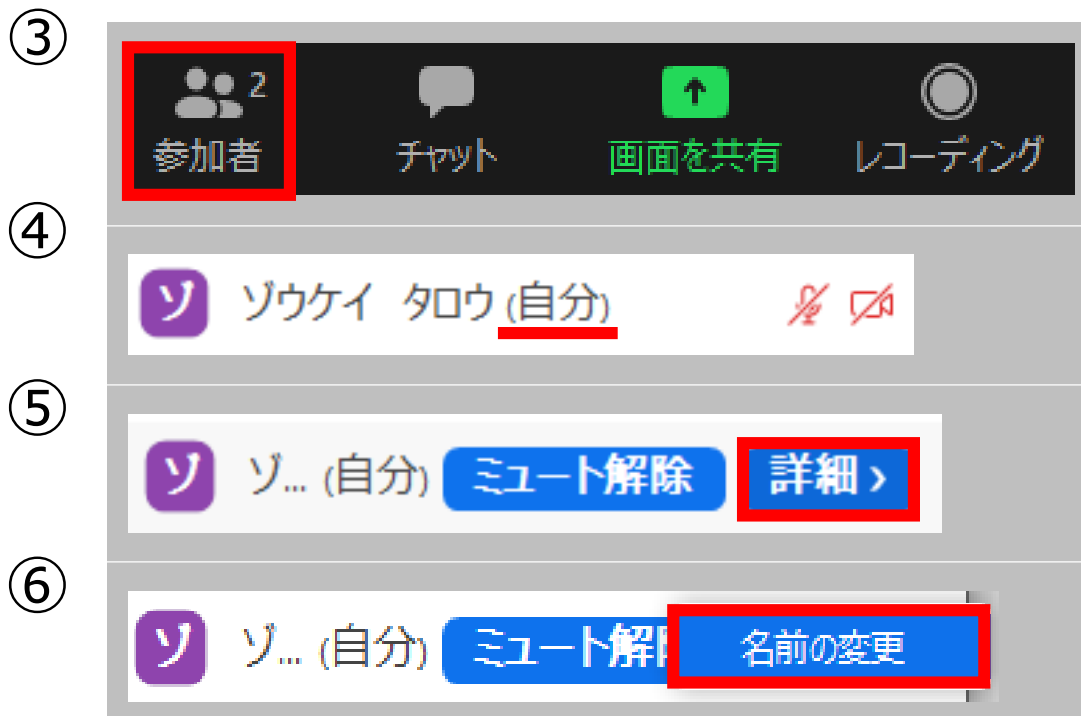 ③
2
参加者 チャット 画面を共有 レコーディング
④
ゾ ゾウケイ タロウ (自分)
⑤
ゾ ゾ... (自分) ミュート解除 詳細 ›
⑥
ゾ ゾ... (自分) ミュート解 名前の変更